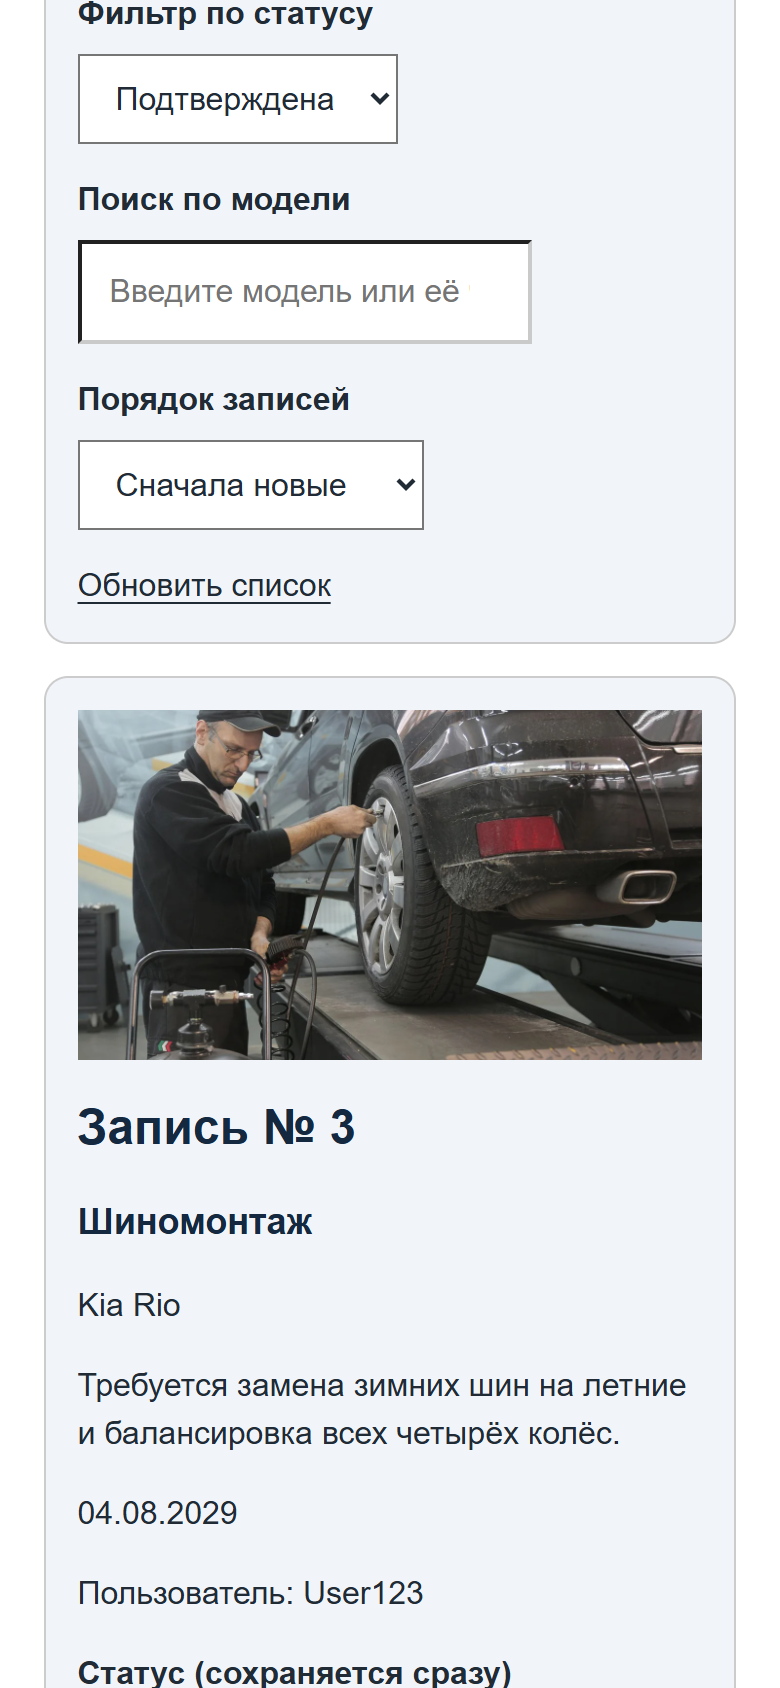 Фильтр по статусу
Подтверждена
Поиск по модели
Введите модель или её
Порядок записей
Сначала новые
Обновить список
Запись № 3
Шиномонтаж
Kia Rio
Требуется замена зимних шин на летние
и балансировка всех четырёх колёс.
04.08.2029
Пользователь: User123
Статус (сохраняется сразу)